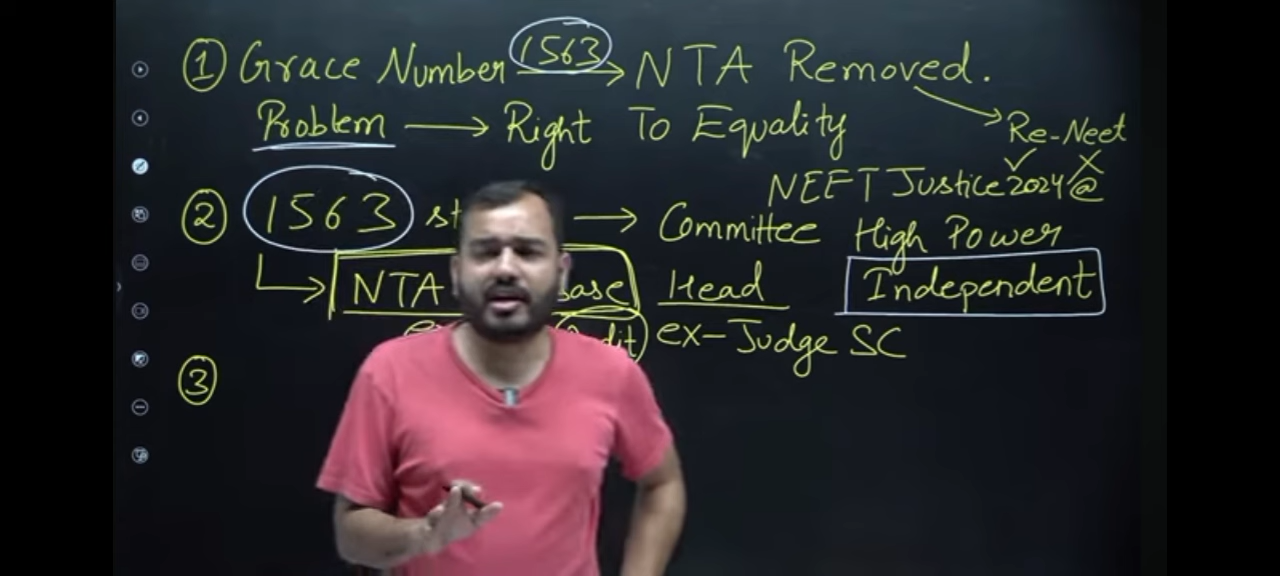 ① Grace Number 1563 → NTA Removed.
Problem → Right To Equality
Re-Neet
NEET Justice 2024 @
② 1563 → Committee High Power
NTA Head Independent
ex-Judge SC
③